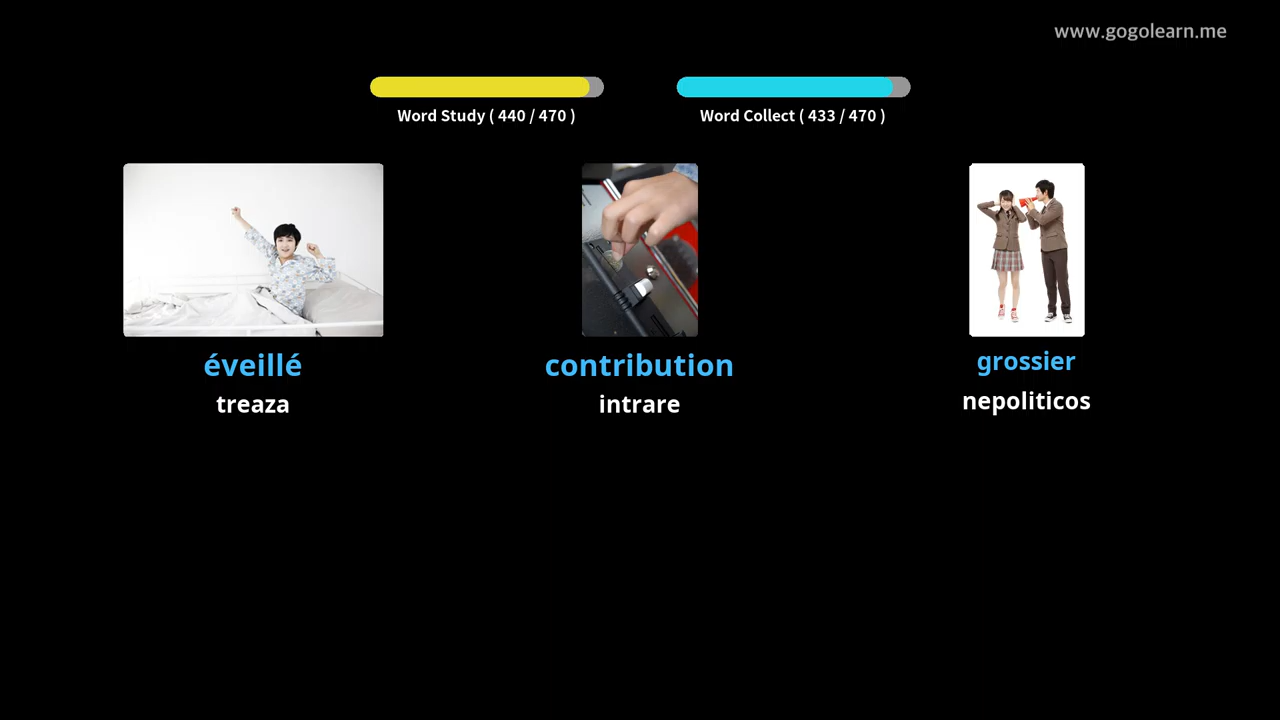 www.gogolearn.me
Word Study ( 440 / 470 )
Word Collect ( 433 / 470 )
éveillé
treaza
contribution
intrare
grossier
nepoliticos